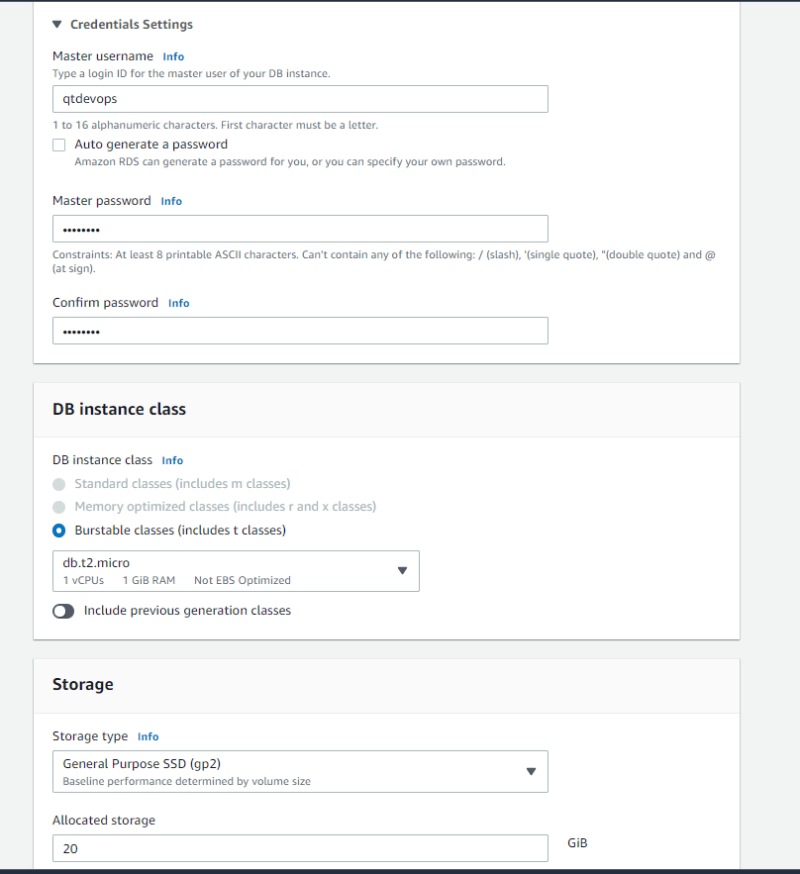 Credentials Settings
Master username Info
Type a login ID for the master user of your DB instance.
qtdevops
1 to 16 alphanumeric characters. First character must be a letter.
Auto generate a password
Amazon RDS can generate a password for you, or you can specify your own password.
Master password Info
••••••••
Constraints: At least 8 printable ASCII characters. Can't contain any of the following: / (slash), '(single quote), "(double quote) and @
(at sign).
Confirm password Info
••••••••
DB instance class
DB instance class Info
Standard classes (includes m classes)
Memory optimized classes (includes r and x classes)
Burstable classes (includes t classes)
db.t2.micro
1 vCPUs 1 GiB RAM Not EBS Optimized
Include previous generation classes
Storage
Storage type Info
General Purpose SSD (gp2)
Baseline performance determined by volume size
Allocated storage
20 GiB